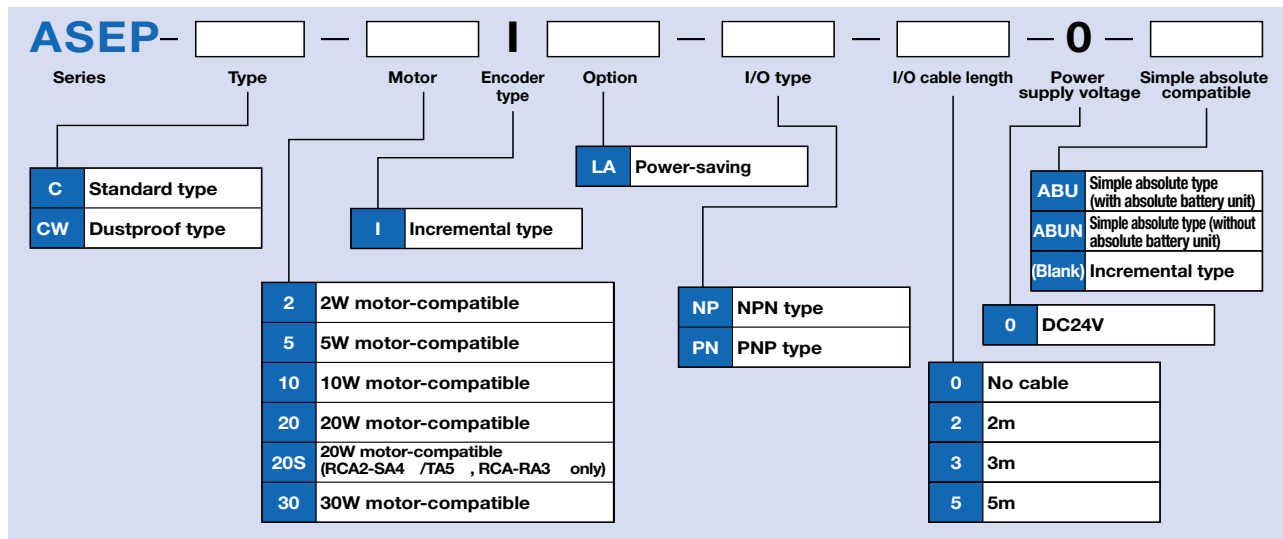 ASEP- — I — — — 0 —
Series Type Motor Encoder type Option I/O type I/O cable length Power supply voltage Simple absolute compatible
C Standard type
CW Dustproof type
I Incremental type
LA Power-saving
ABU Simple absolute type (with absolute battery unit)
ABUN Simple absolute type (without absolute battery unit)
(Blank) Incremental type
2 2W motor-compatible
5 5W motor-compatible
10 10W motor-compatible
20 20W motor-compatible
20S 20W motor-compatible
(RCA2-SA4 /TA5 , RCA-RA3 only)
30 30W motor-compatible
NP NPN type
PN PNP type
0 DC24V
0 No cable
2 2m
3 3m
5 5m